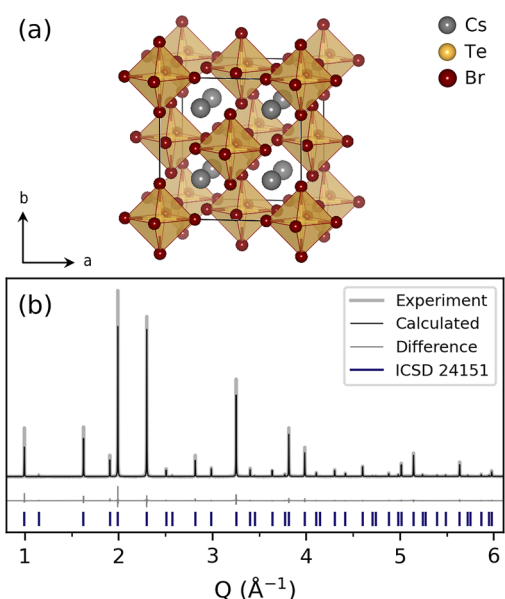 (a)
Cs
Te
Br
b
a
(b)
Experiment
Calculated
Difference
ICSD 24151
1 2 3 4 5 6
Q (Å⁻¹)